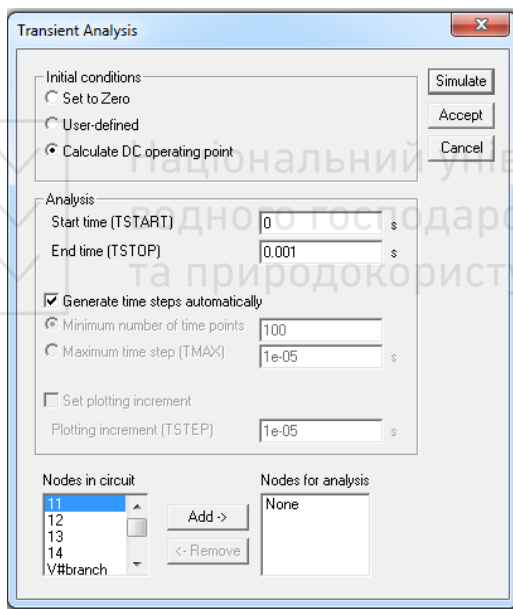 Transient Analysis
Initial conditions
Set to Zero
User-defined
Calculate DC operating point
Simulate
Accept
Cancel
Національний унів
водного господарс
та природокористу
Analysis
Start time (TSTART) 0 s
End time (TSTOP) 0.001 s
Generate time steps automatically
Minimum number of time points 100
Maximum time step (TMAX) 1e-05 s
Set plotting increment
Plotting increment (TSTEP) 1e-05 s
Nodes in circuit
11
12
13
14
V#branch
Add ->
<- Remove
Nodes for analysis
None